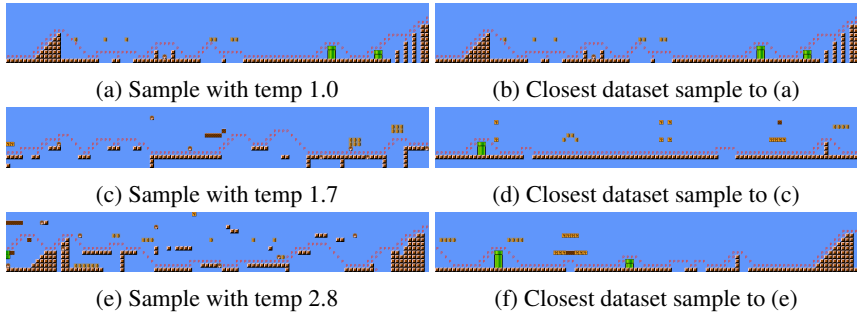 (a) Sample with temp 1.0
(b) Closest dataset sample to (a)
(c) Sample with temp 1.7
(d) Closest dataset sample to (c)
(e) Sample with temp 2.8
(f) Closest dataset sample to (e)